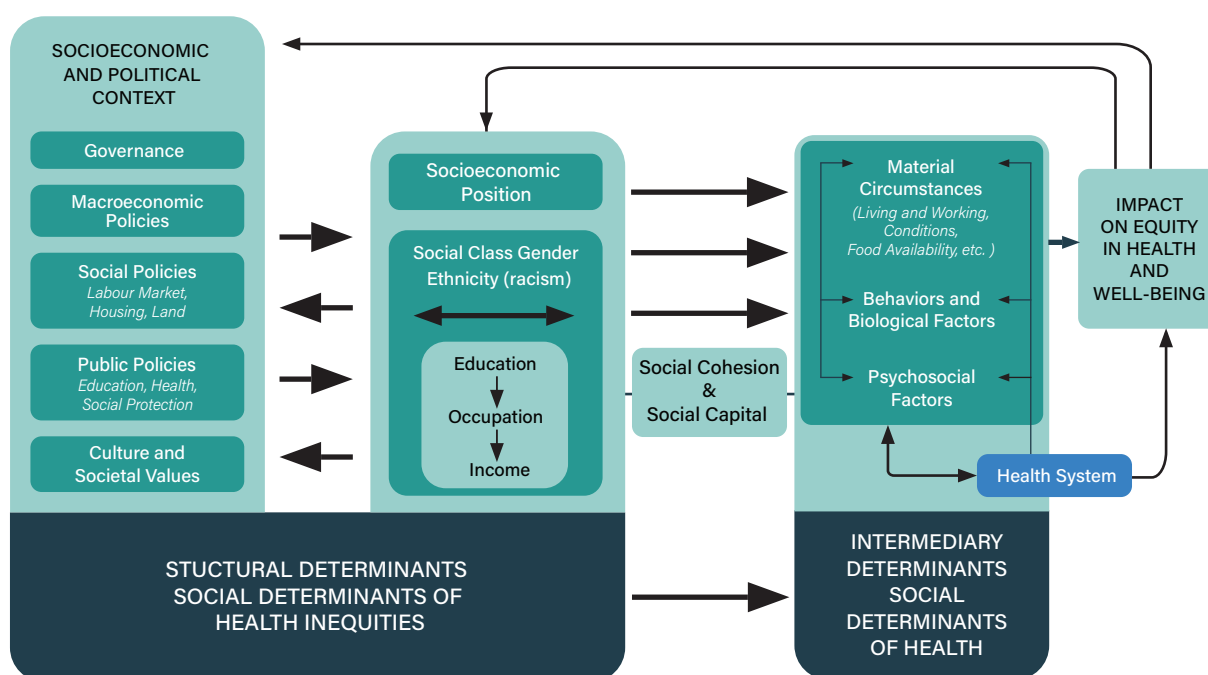 SOCIOECONOMIC
AND POLITICAL
CONTEXT
Governance
Macroeconomic
Policies
Social Policies
Labour Market,
Housing, Land
Public Policies
Education, Health,
Social Protection
Culture and
Societal Values
Socioeconomic
Position
Social Class Gender
Ethnicity (racism)
Education
Occupation
Income
Social Cohesion
&
Social Capital
Material
Circumstances
(Living and Working,
Conditions,
Food Availability, etc. )
Behaviors and
Biological Factors
Psychosocial
Factors
Health System
IMPACT
ON EQUITY
IN HEALTH
AND
WELL-BEING
STUCTURAL DETERMINANTS
SOCIAL DETERMINANTS OF
HEALTH INEQUITIES
INTERMEDIARY
DETERMINANTS
SOCIAL
DETERMINANTS
OF HEALTH